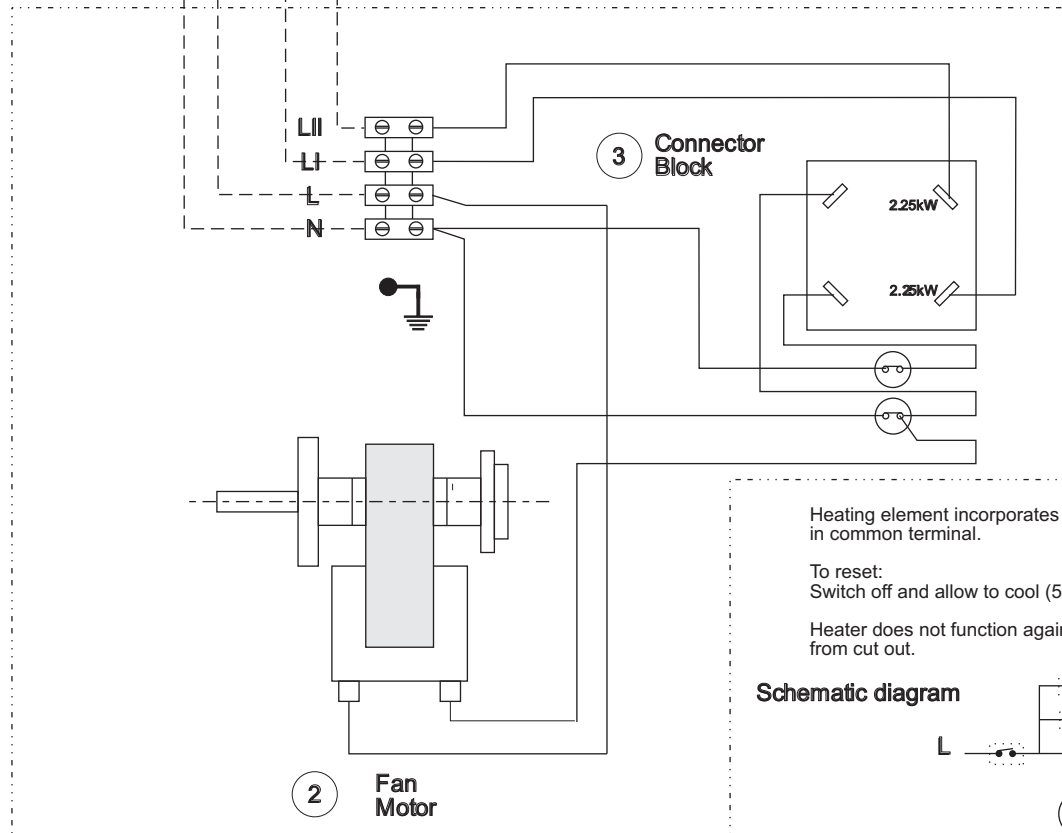 LII
LI
L
N
3
Connector
Block
2.25kW
2.25kW
Heating element incorporates
in common terminal.
To reset:
Switch off and allow to cool (5
Heater does not function again
from cut out.
Schematic diagram
L
2
Fan
Motor